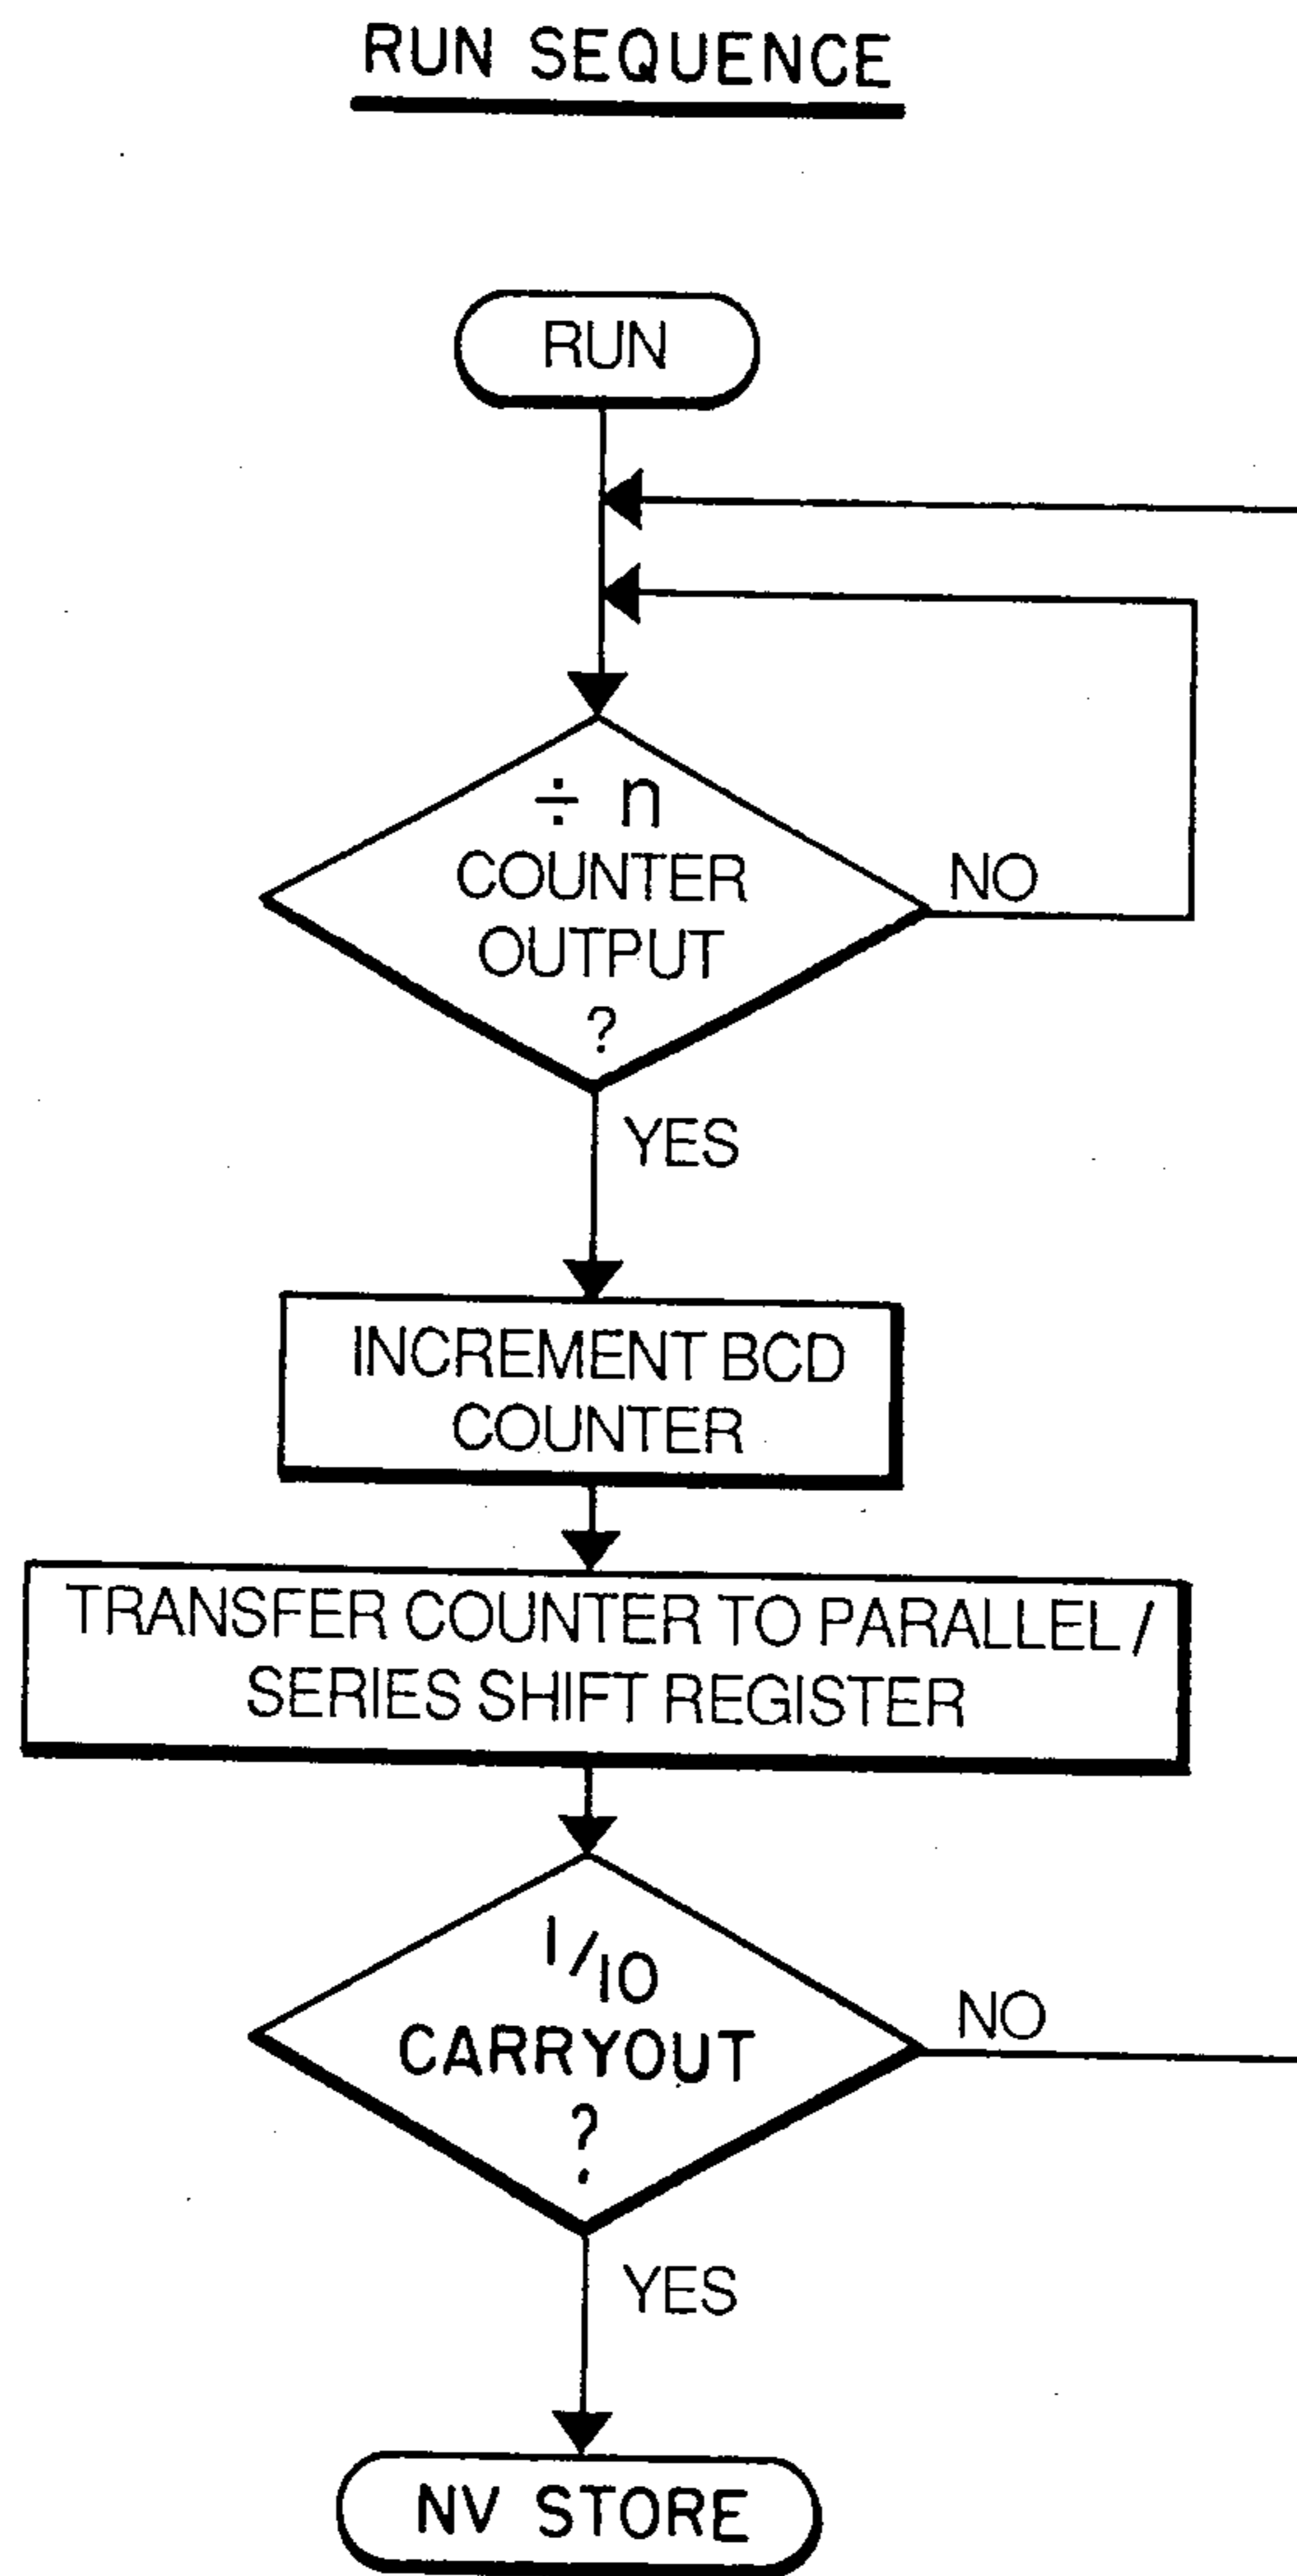 RUN SEQUENCE
RUN
÷ n
COUNTER
OUTPUT
?
NO
YES
INCREMENT BCD
COUNTER
TRANSFER COUNTER TO PARALLEL /
SERIES SHIFT REGISTER
1/10
CARRYOUT
?
NO
YES
NV STORE